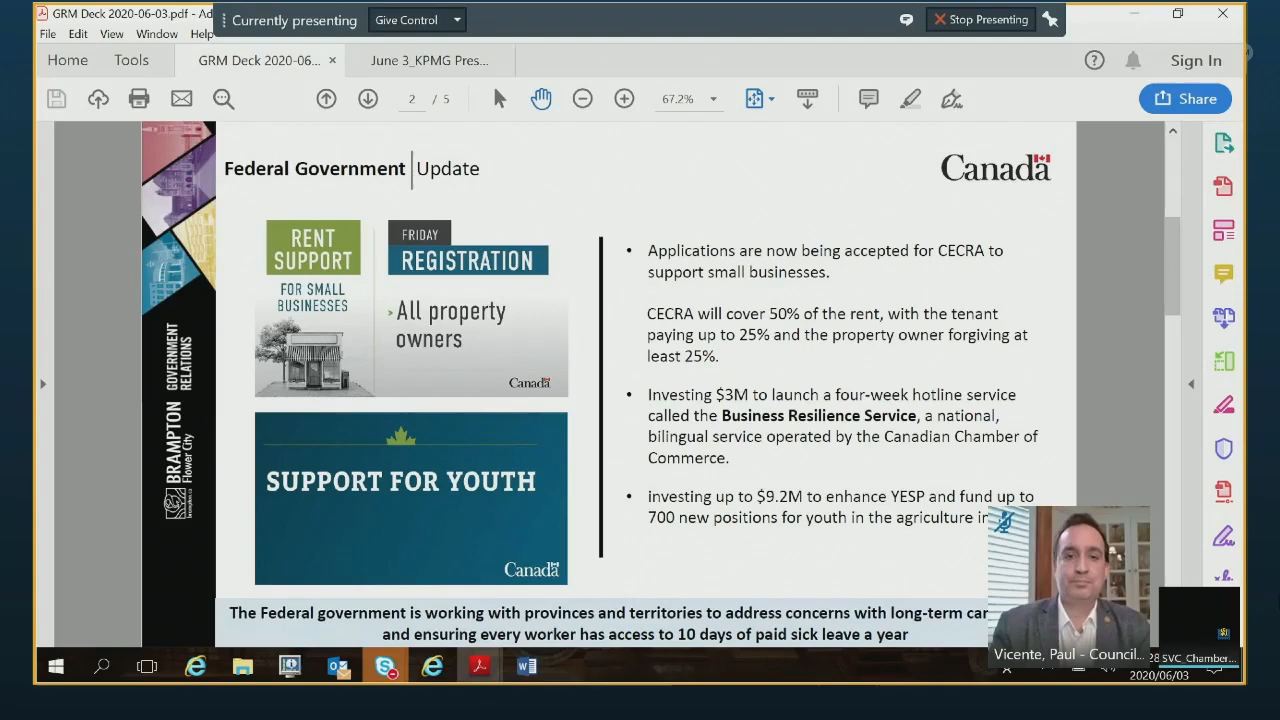 GRM Deck 2020-06-03.pdf - Ad
Currently presenting
Give Control
Stop Presenting
File Edit View Window Help
Home Tools GRM Deck 2020-06... × June 3_KPMG Pres... Sign In
2 / 5 67.2% Share
Federal Government Update
Canada
RENT SUPPORT
FOR SMALL BUSINESSES
FRIDAY
REGISTRATION
All property
owners
Canada
SUPPORT FOR YOUTH
Canada
GOVERNMENT RELATIONS
BRAMPTON
Flower City
• Applications are now being accepted for CECRA to
support small businesses.
CECRA will cover 50% of the rent, with the tenant
paying up to 25% and the property owner forgiving at
least 25%.
• Investing $3M to launch a four-week hotline service
called the Business Resilience Service, a national,
bilingual service operated by the Canadian Chamber of
Commerce.
• investing up to $9.2M to enhance YESP and fund up to
700 new positions for youth in the agriculture in
The Federal government is working with provinces and territories to address concerns with long-term car
and ensuring every worker has access to 10 days of paid sick leave a year
Vicente, Paul - Council...
28 SVC_Chamber...
2020/06/03